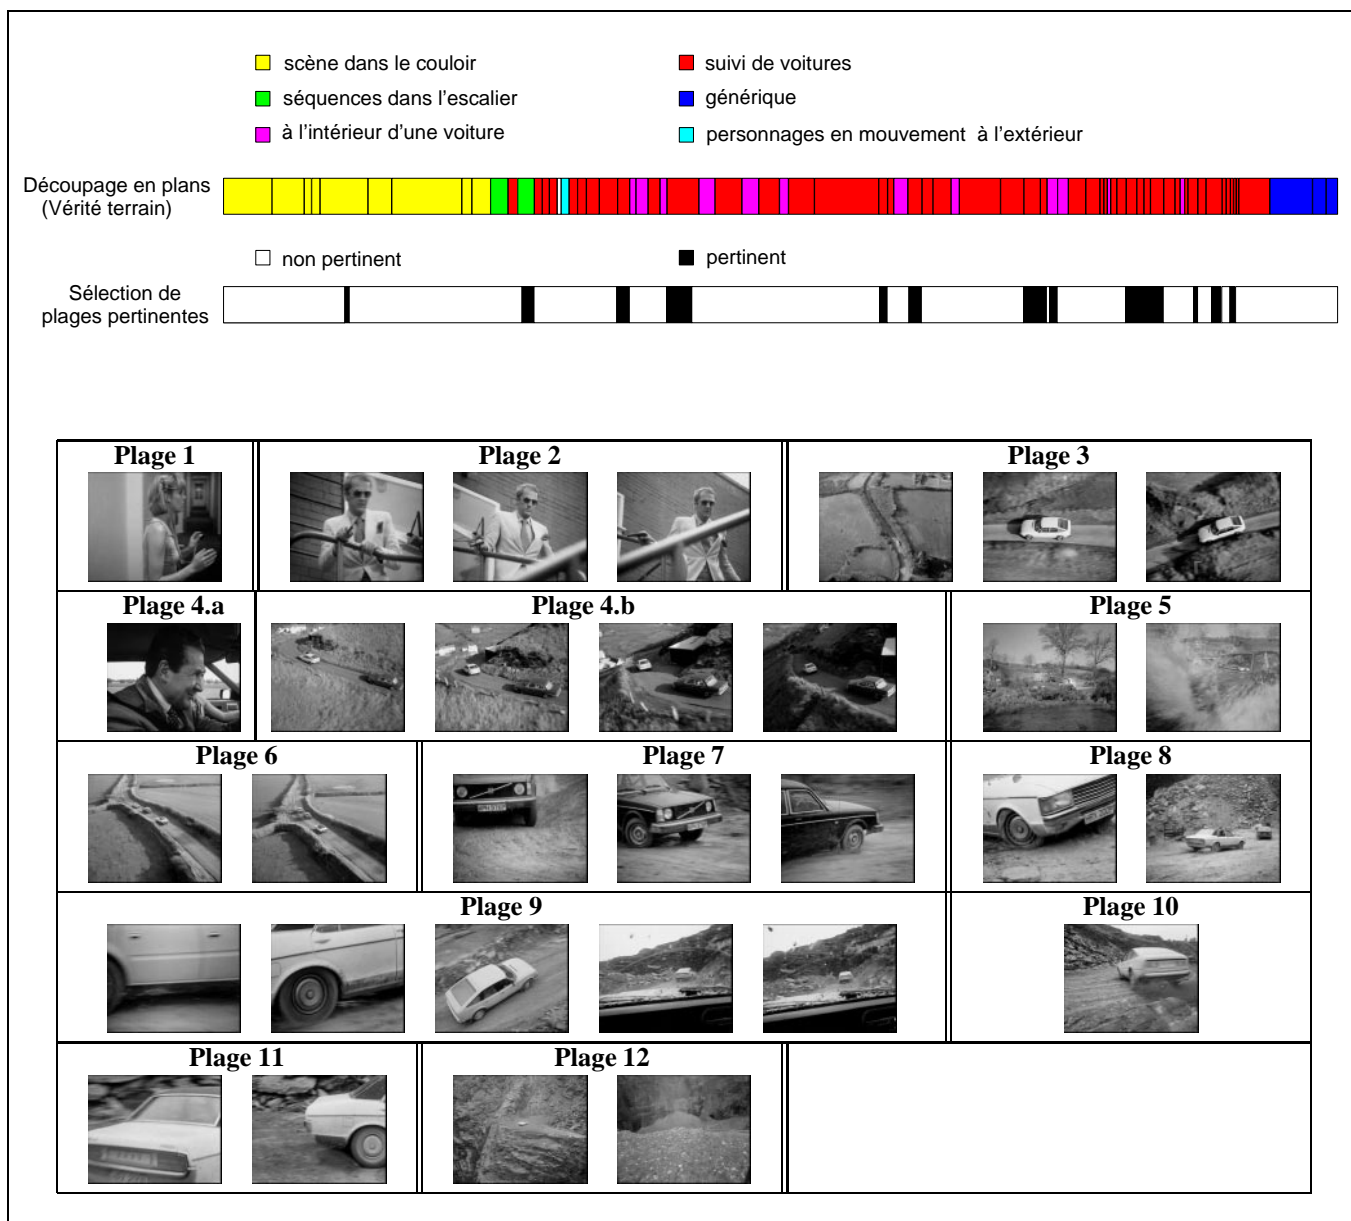 scène dans le couloir
suivi de voitures
séquences dans l'escalier
générique
à l'intérieur d'une voiture
personnages en mouvement à l'extérieur
Découpage en plans
(Vérité terrain)
non pertinent
pertinent
Sélection de
plages pertinentes
Plage 1
Plage 2
Plage 3
Plage 4.a
Plage 4.b
Plage 5
Plage 6
Plage 7
Plage 8
Plage 9
Plage 10
Plage 11
Plage 12